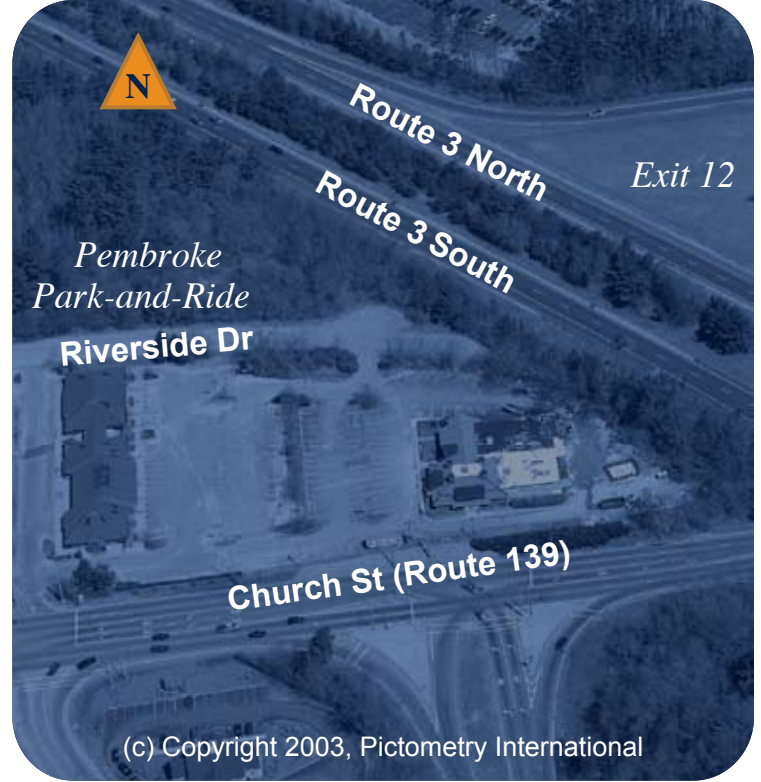 N
Route 3 North
Exit 12
Route 3 South
Pembroke
Park-and-Ride
Riverside Dr
Church St (Route 139)
(c) Copyright 2003, Pictometry International